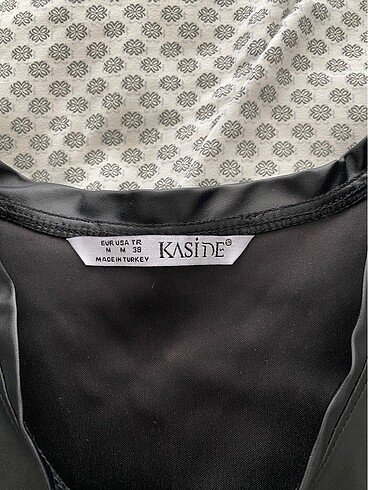 EUR USA TR
M M 38
MADE IN TURKEY
KASİDE®